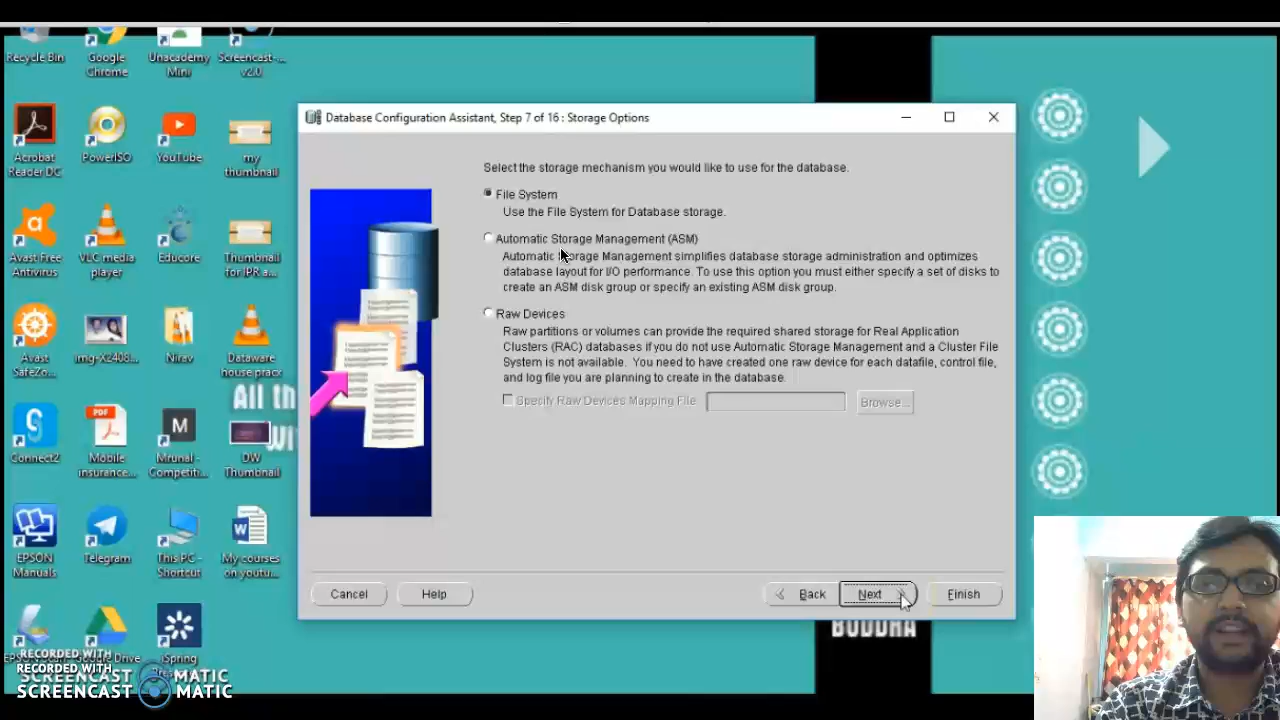 Recycle Bin
Google
Chrome
Unacademy
Mini
Screencast-...
v2.0
Database Configuration Assistant, Step 7 of 16 : Storage Options
Acrobat
Reader DC
PowerISO
YouTube
my
thumbnail
Select the storage mechanism you would like to use for the database.
File System
Use the File System for Database storage.
Automatic Storage Management (ASM)
Automatic Storage Management simplifies database storage administration and optimizes
database layout for I/O performance. To use this option you must either specify a set of disks to
create an ASM disk group or specify an existing ASM disk group.
Avast Free
Antivirus
VLC media
player
Educore
Thumbnail
for IPR a...
Raw Devices
Raw partitions or volumes can provide the required shared storage for Real Application
Clusters (RAC) databases if you do not use Automatic Storage Management and a Cluster File
System is not available. You need to have created one raw device for each datafile, control file,
and log file you are planning to create in the database.
Specify Raw Devices Mapping File
Browse...
Avast
SafeZo...
img-X2408...
Nirav
Dataware
house pracx
All th
PDF
M
Connect2
Mobile
insurance...
Mrunal -
Competiti...
DW
Thumbnail
EPSON
Manuals
Telegram
This PC -
Shortcut
My courses
on youtu...
Cancel
Help
Back
Next
Finish
BUDDHA
Google Drive
iSpring
RECORDED WITH
SCREENCAST MATIC